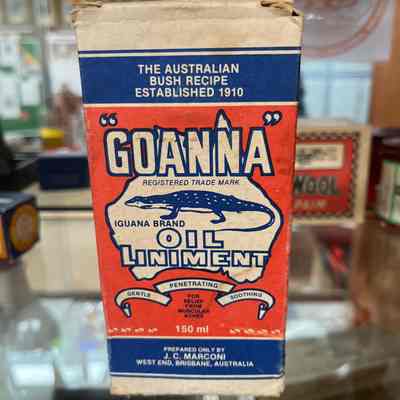 THE AUSTRALIAN
BUSH RECIPE
ESTABLISHED 1910
"GOANNA"
REGISTERED TRADE MARK
IGUANA BRAND
OIL
LINIMENT
GENTLE PENETRATING SOOTHING
FOR
RELIEF
FROM
MUSCULAR
ACHES
150 ml
PREPARED ONLY BY
J. C. MARCONI
WEST END, BRISBANE, AUSTRALIA
WOOL
PAIN